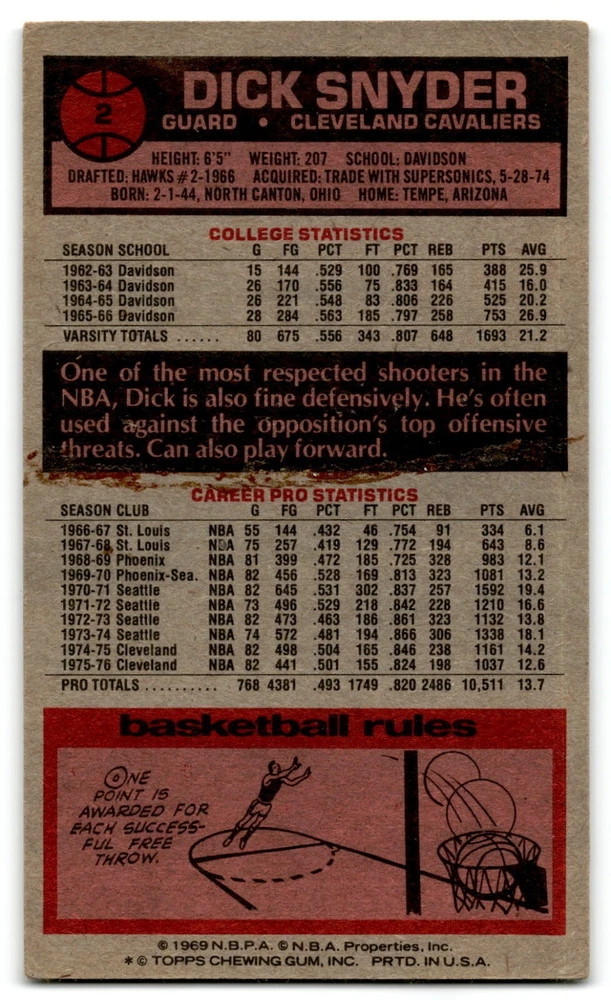 2
DICK SNYDER
GUARD • CLEVELAND CAVALIERS
HEIGHT: 6'5" WEIGHT: 207 SCHOOL: DAVIDSON
DRAFTED: HAWKS #2-1966 ACQUIRED: TRADE WITH SUPERSONICS, 5-28-74
BORN: 2-1-44, NORTH CANTON, OHIO HOME: TEMPE, ARIZONA
COLLEGE STATISTICS
SEASON SCHOOL G FG PCT FT PCT REB PTS AVG
1962-63 Davidson 15 144 .529 100 .769 165 388 25.9
1963-64 Davidson 26 170 .556 75 .833 164 415 16.0
1964-65 Davidson 26 221 .548 83 .806 226 525 20.2
1965-66 Davidson 28 284 .563 185 .797 258 753 26.9
VARSITY TOTALS ...... 80 675 .556 343 .807 648 1693 21.2
One of the most respected shooters in the
NBA, Dick is also fine defensively. He's often
used against the opposition's top offensive
threats. Can also play forward.
CAREER PRO STATISTICS
SEASON CLUB G FG PCT FT PCT REB PTS AVG
1966-67 St. Louis NBA 55 144 .432 46 .754 91 334 6.1
1967-68 St. Louis NBA 75 257 .419 129 .772 194 643 8.6
1968-69 Phoenix NBA 81 399 .472 185 .725 328 983 12.1
1969-70 Phoenix-Sea. NBA 82 456 .528 169 .813 323 1081 13.2
1970-71 Seattle NBA 82 645 .531 302 .837 257 1592 19.4
1971-72 Seattle NBA 73 496 .529 218 .842 228 1210 16.6
1972-73 Seattle NBA 82 473 .463 186 .861 323 1132 13.8
1973-74 Seattle NBA 74 572 .481 194 .866 306 1338 18.1
1974-75 Cleveland NBA 82 498 .504 165 .846 238 1161 14.2
1975-76 Cleveland NBA 82 441 .501 155 .824 198 1037 12.6
PRO TOTALS .......... 768 4381 .493 1749 .820 2486 10,511 13.7
basketball rules
ONE
POINT IS
AWARDED FOR
EACH SUCCESS-
FUL FREE
THROW.
© 1969 N.B.P.A. © N.B.A. Properties, Inc.
* © TOPPS CHEWING GUM, INC. PRTD. IN U.S.A.